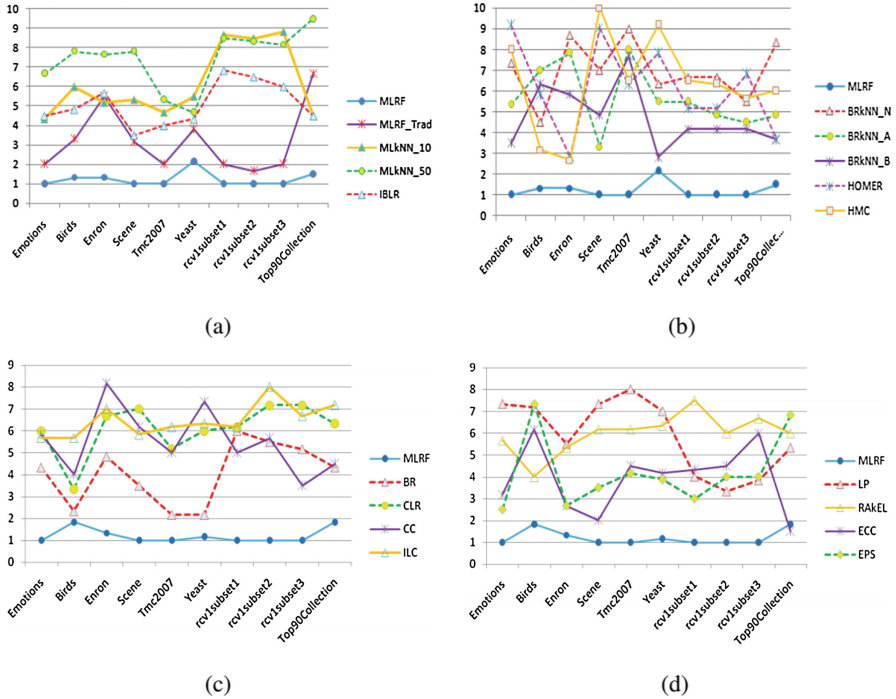 10
9
8
7
6
5
4
3
2
1
0
Emotions
Birds
Enron
Scene
Tmc2007
Yeast
rcv1subset1
rcv1subset2
rcv1subset3
Top90Collection
MLRF
MLRF_Trad
MLkNN_10
MLkNN_50
IBLR
(a)
10
9
8
7
6
5
4
3
2
1
0
Emotions
Birds
Enron
Scene
Tmc2007
Yeast
rcv1subset1
rcv1subset2
rcv1subset3
Top90Collec...
MLRF
BRkNN_N
BRkNN_A
BRkNN_B
HOMER
HMC
(b)
9
8
7
6
5
4
3
2
1
0
Emotions
Birds
Enron
Scene
Tmc2007
Yeast
rcv1subset1
rcv1subset2
rcv1subset3
Top90Collection
MLRF
BR
CLR
CC
ILC
(c)
9
8
7
6
5
4
3
2
1
0
Emotions
Birds
Enron
Scene
Tmc2007
Yeast
rcv1subset1
rcv1subset2
rcv1subset3
Top90Collection
MLRF
LP
RAkEL
ECC
EPS
(d)